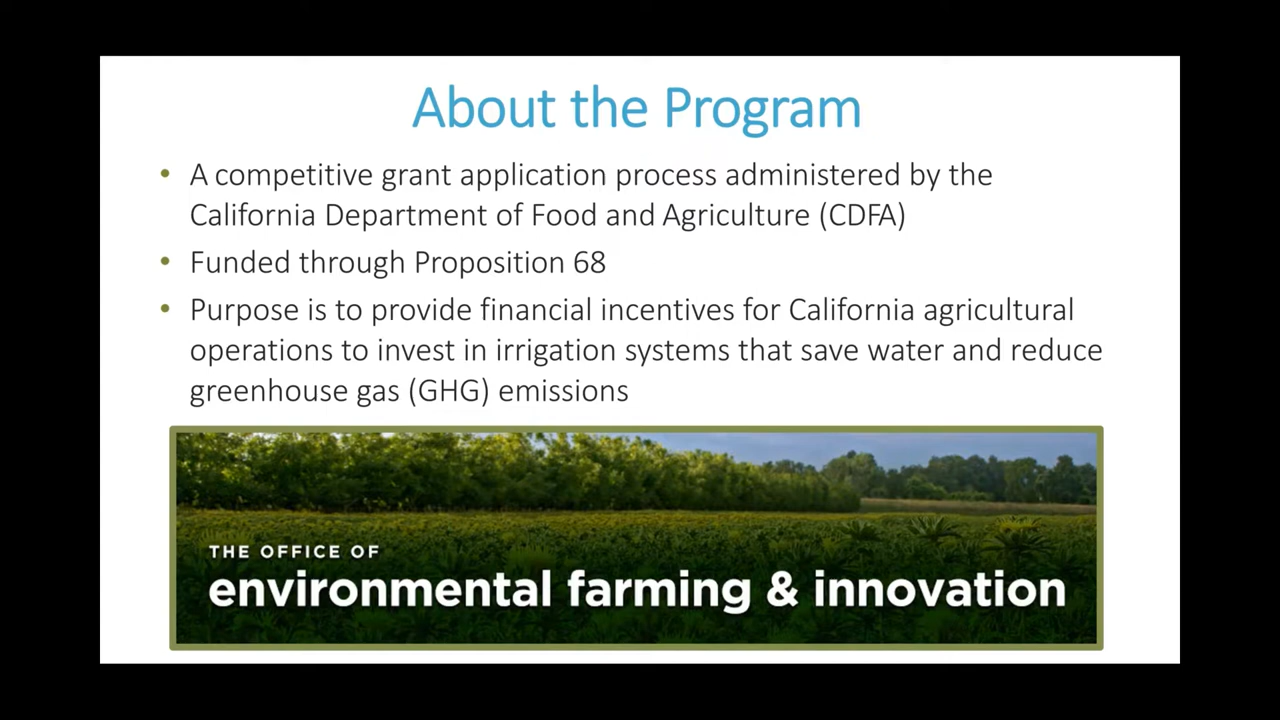 About the Program
• A competitive grant application process administered by the
California Department of Food and Agriculture (CDFA)
• Funded through Proposition 68
• Purpose is to provide financial incentives for California agricultural
operations to invest in irrigation systems that save water and reduce
greenhouse gas (GHG) emissions
THE OFFICE OF
environmental farming & innovation